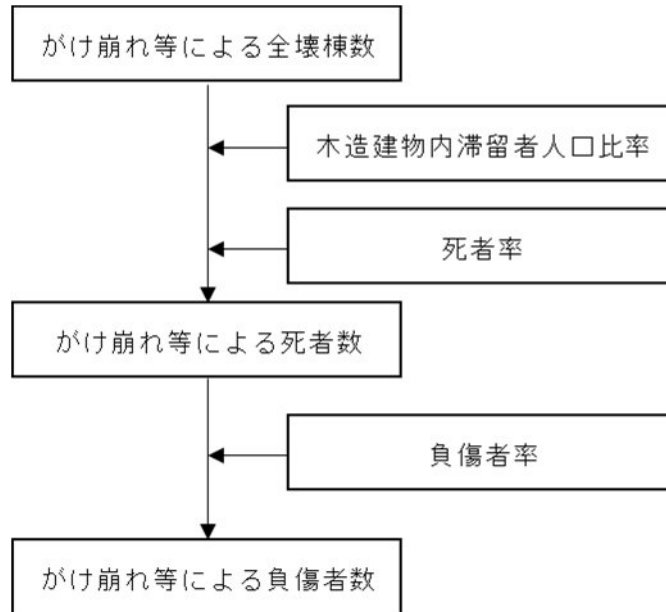 がけ崩れ等による全壊棟数
木造建物内滞留者人口比率
死者率
がけ崩れ等による死者数
負傷者率
がけ崩れ等による負傷者数